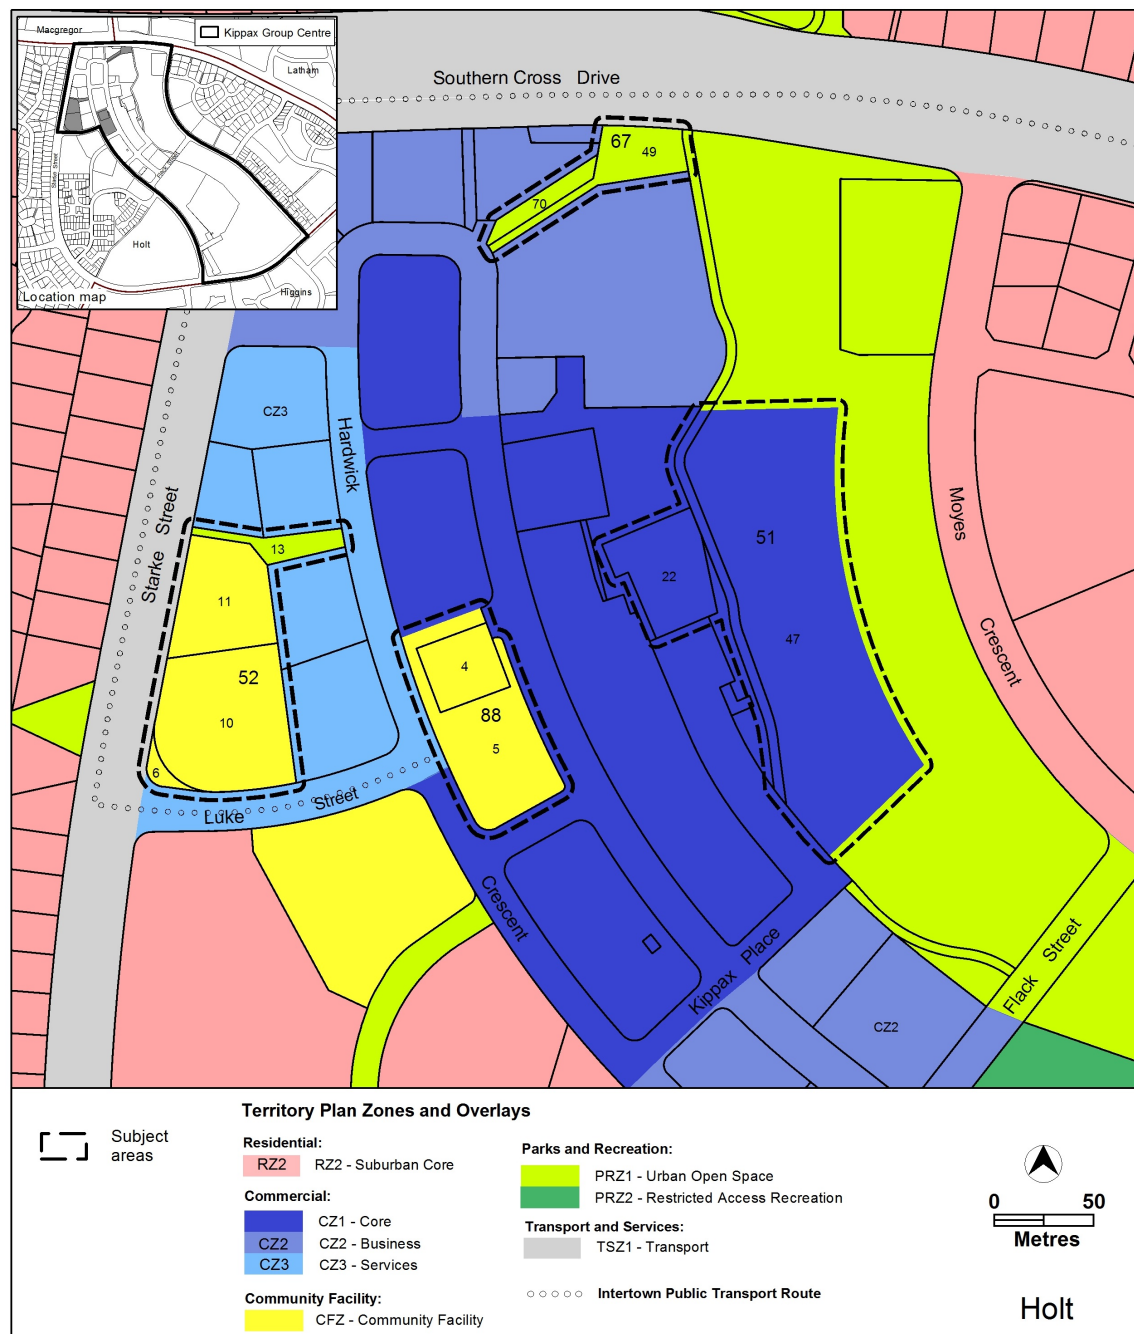 Macgregor
Kippax Group Centre
Latham
Starke Street
Holt
Higgins
Location map
Southern Cross Drive
67
49
70
CZ3
Hardwick
Starke Street
13
11
52
10
6
4
88
5
22
51
47
Moyes
Crescent
Luke Street
Crescent
Kippax Place
Flack Street
CZ2
Territory Plan Zones and Overlays
Subject
areas
Residential:
RZ2 RZ2 - Suburban Core
Commercial:
CZ1 - Core
CZ2 CZ2 - Business
CZ3 CZ3 - Services
Community Facility:
CFZ - Community Facility
Parks and Recreation:
PRZ1 - Urban Open Space
PRZ2 - Restricted Access Recreation
Transport and Services:
TSZ1 - Transport
Intertown Public Transport Route
0 50
Metres
Holt